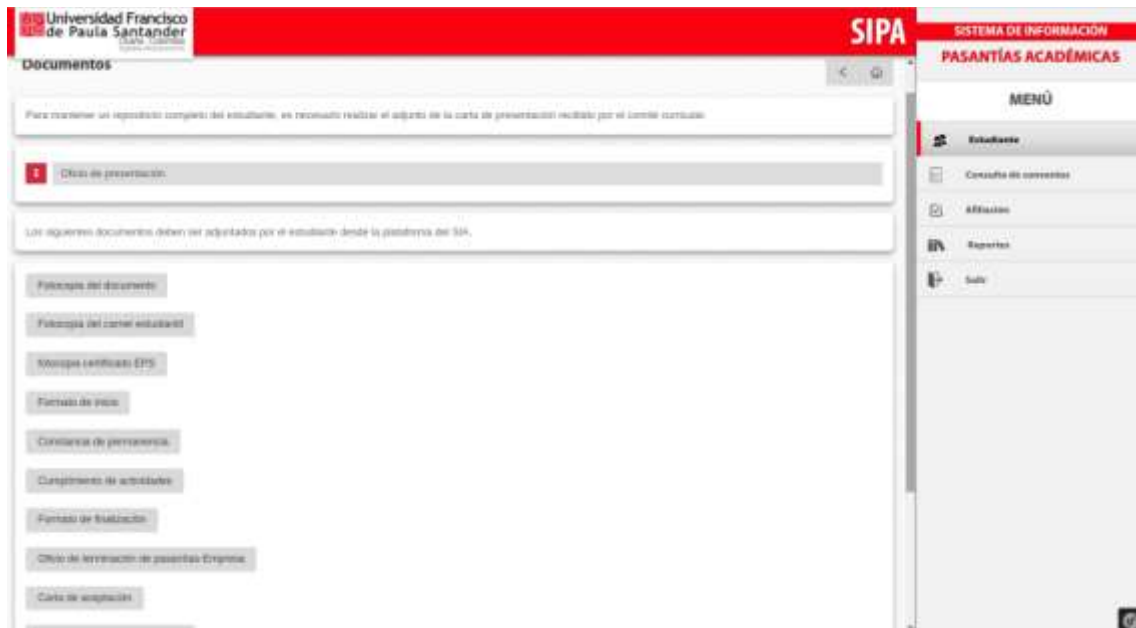 Universidad Francisco
de Paula Santander
Ocaña - Colombia
SIPA
SISTEMA DE INFORMACIÓN
PASANTÍAS ACADÉMICAS
Documentos
MENÚ
Para mantener un repositorio completo del estudiante, es necesario realizar el adjunto de la carta de presentación recibido por el comité curricular.
Estudiante
Oficio de presentación
Consulta de convenios
Afiliación
Los siguientes documentos deben ser adjuntados por el estudiante desde la plataforma del SIA.
Reportes
Salir
Fotocopia del documento
Fotocopia del carnet estudiantil
fotocopia certificado EPS
Formato de inicio
Constancia de permanencia
Cumplimiento de actividades
Formato de finalización
Oficio de terminación de pasantías Empresa
Carta de aceptación